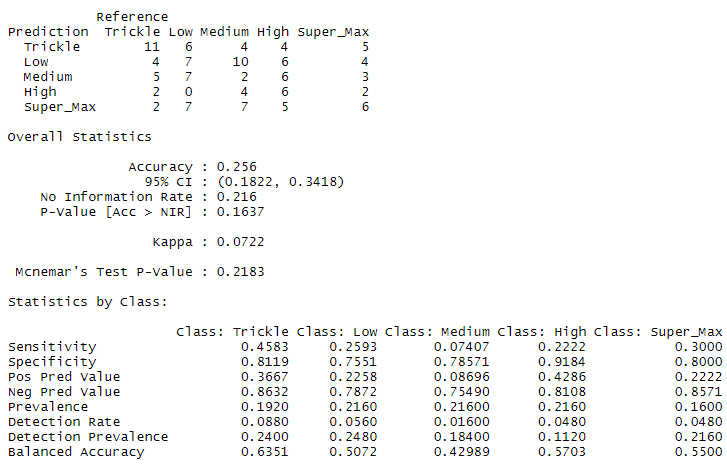 Reference
Prediction Trickle Low Medium High Super_Max
Trickle 11 6 4 4 5
Low 4 7 10 6 4
Medium 5 7 2 6 3
High 2 0 4 6 2
Super_Max 2 7 7 5 6
Overall Statistics
Accuracy : 0.256
95% CI : (0.1822, 0.3418)
No Information Rate : 0.216
P-Value [Acc > NIR] : 0.1637
Kappa : 0.0722
Mcnemar's Test P-Value : 0.2183
Statistics by Class:
Class: Trickle Class: Low Class: Medium Class: High Class: Super_Max
Sensitivity 0.4583 0.2593 0.07407 0.2222 0.3000
Specificity 0.8119 0.7551 0.78571 0.9184 0.8000
Pos Pred Value 0.3667 0.2258 0.08696 0.4286 0.2222
Neg Pred Value 0.8632 0.7872 0.75490 0.8108 0.8571
Prevalence 0.1920 0.2160 0.21600 0.2160 0.1600
Detection Rate 0.0880 0.0560 0.01600 0.0480 0.0480
Detection Prevalence 0.2400 0.2480 0.18400 0.1120 0.2160
Balanced Accuracy 0.6351 0.5072 0.42989 0.5703 0.5500